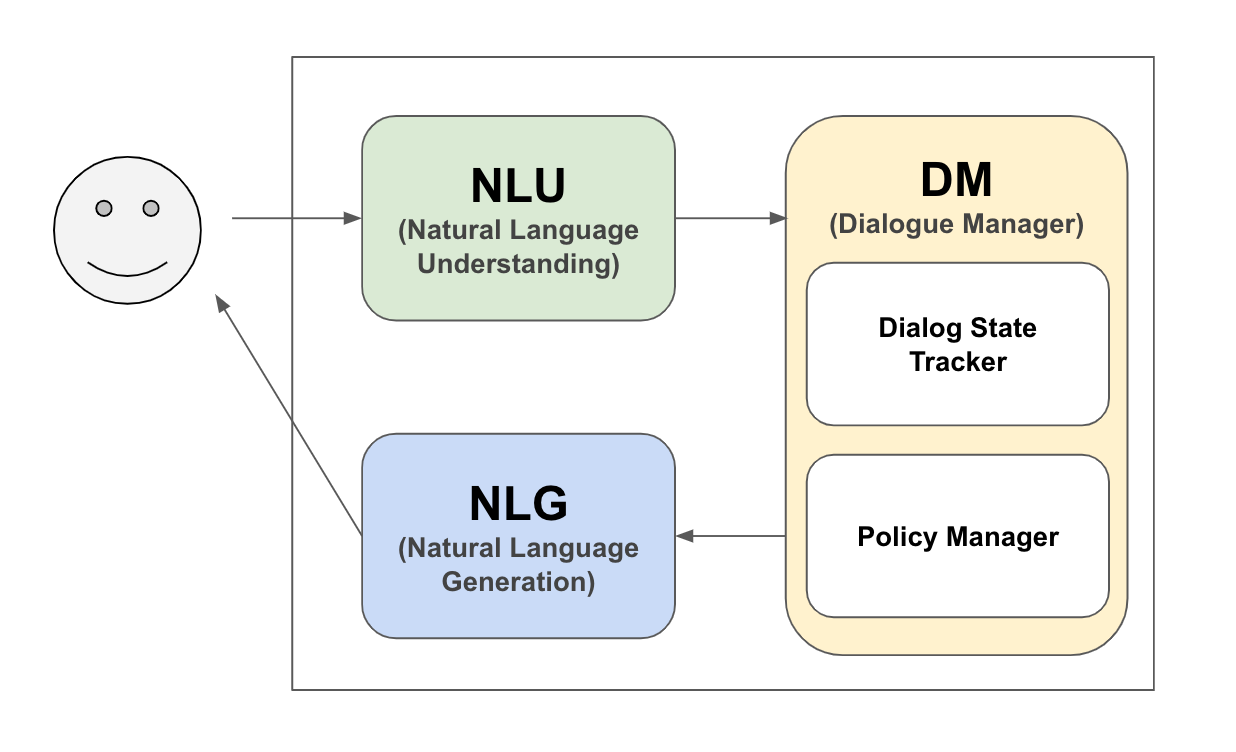 NLU
(Natural Language
Understanding)
DM
(Dialogue Manager)
Dialog State
Tracker
Policy Manager
NLG
(Natural Language
Generation)